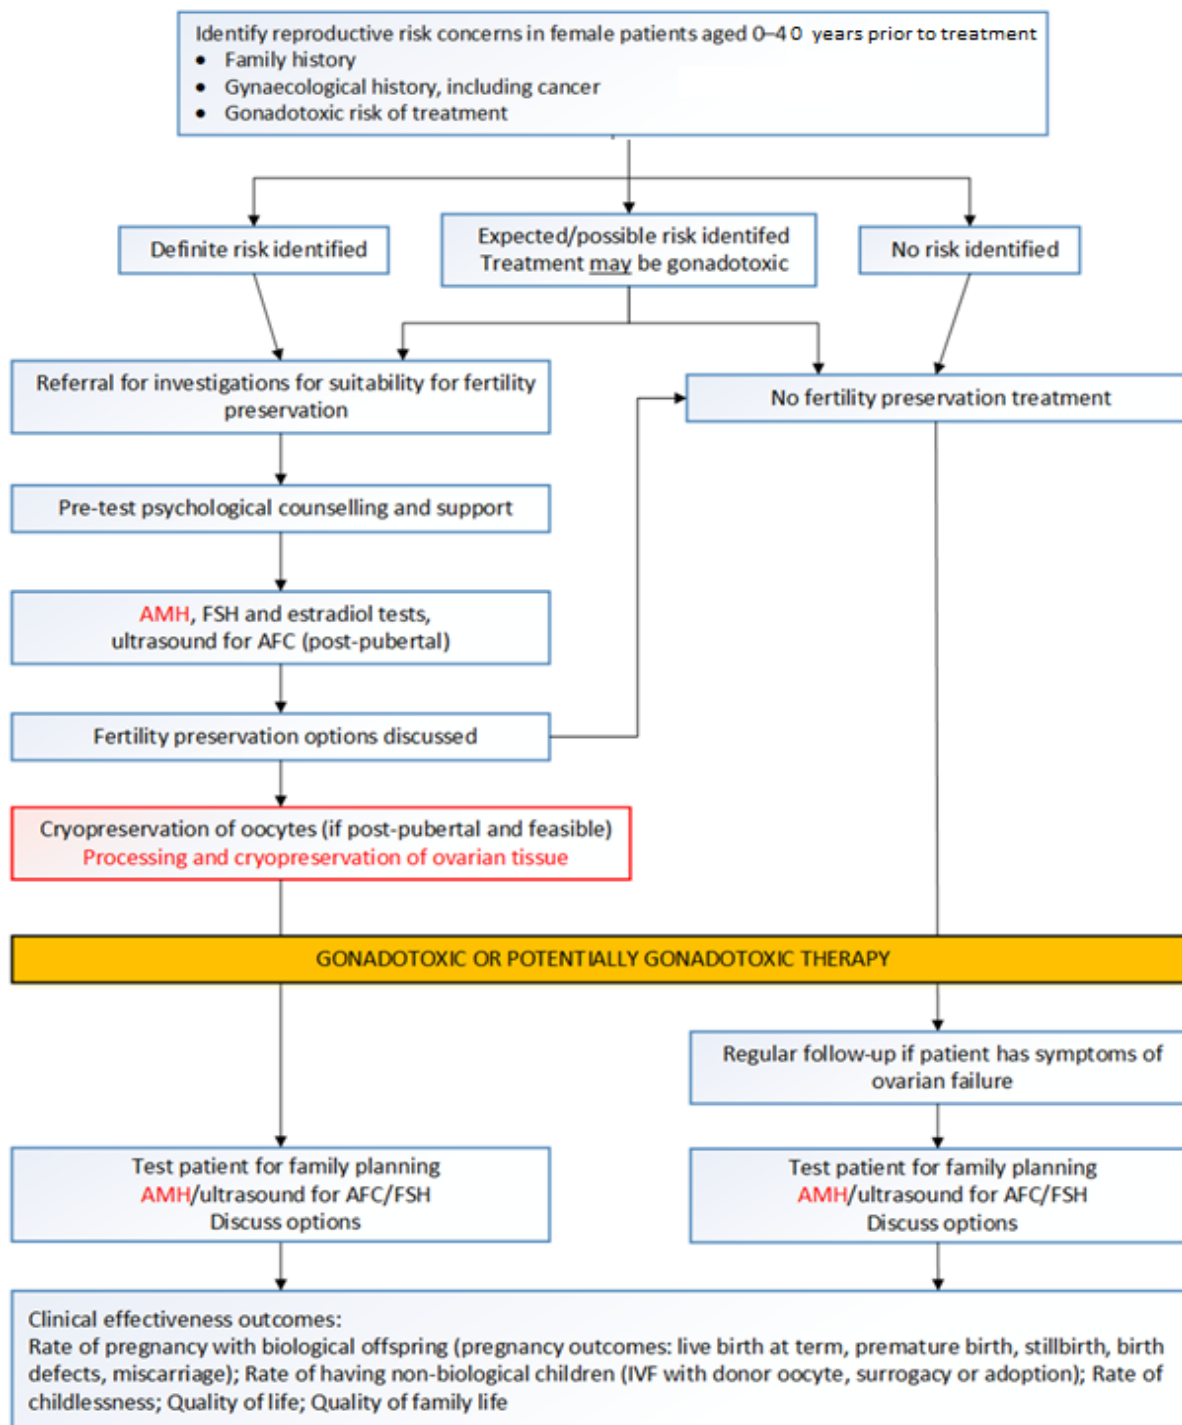 Identify reproductive risk concerns in female patients aged 0–40 years prior to treatment
• Family history
• Gynaecological history, including cancer
• Gonadotoxic risk of treatment
Definite risk identified
Expected/possible risk identifed
Treatment may be gonadotoxic
No risk identified
Referral for investigations for suitability for fertility
preservation
No fertility preservation treatment
Pre-test psychological counselling and support
AMH, FSH and estradiol tests,
ultrasound for AFC (post-pubertal)
Fertility preservation options discussed
Cryopreservation of oocytes (if post-pubertal and feasible)
Processing and cryopreservation of ovarian tissue
GONADOTOXIC OR POTENTIALLY GONADOTOXIC THERAPY
Regular follow-up if patient has symptoms of
ovarian failure
Test patient for family planning
AMH/ultrasound for AFC/FSH
Discuss options
Test patient for family planning
AMH/ultrasound for AFC/FSH
Discuss options
Clinical effectiveness outcomes:
Rate of pregnancy with biological offspring (pregnancy outcomes: live birth at term, premature birth, stillbirth, birth
defects, miscarriage); Rate of having non-biological children (IVF with donor oocyte, surrogacy or adoption); Rate of
childlessness; Quality of life; Quality of family life